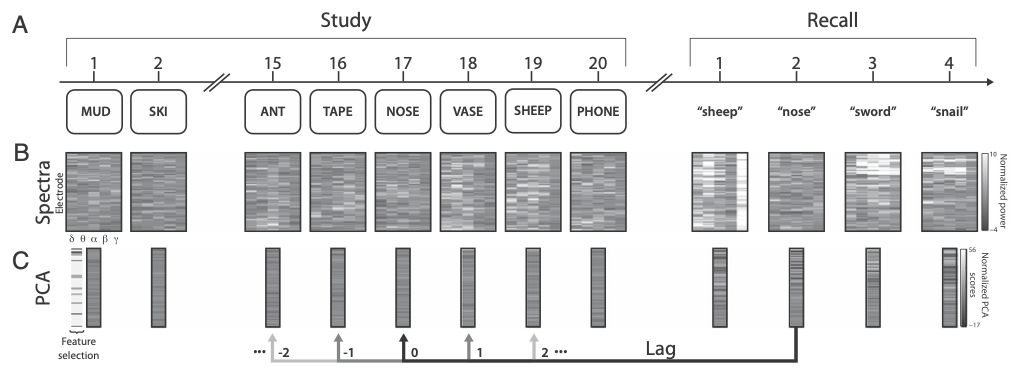 A
Study
Recall
1 2 15 16 17 18 19 20 1 2 3 4
MUD SKI ANT TAPE NOSE VASE SHEEP PHONE “sheep” “nose” “sword” “snail”
B
Spectra
Electrode
10
Normalized power
−4
δ θ α β γ
C
PCA
56
Normalized PCA
scores
−17
Feature
selection
••• -2 -1 0 1 2 •••
Lag